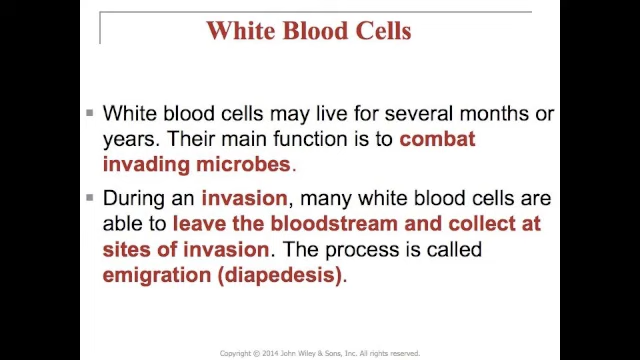 White Blood Cells
▪ White blood cells may live for several months or
years. Their main function is to combat
invading microbes.
▪ During an invasion, many white blood cells are
able to leave the bloodstream and collect at
sites of invasion. The process is called
emigration (diapedesis).
Copyright © 2014 John Wiley & Sons, Inc. All rights reserved.